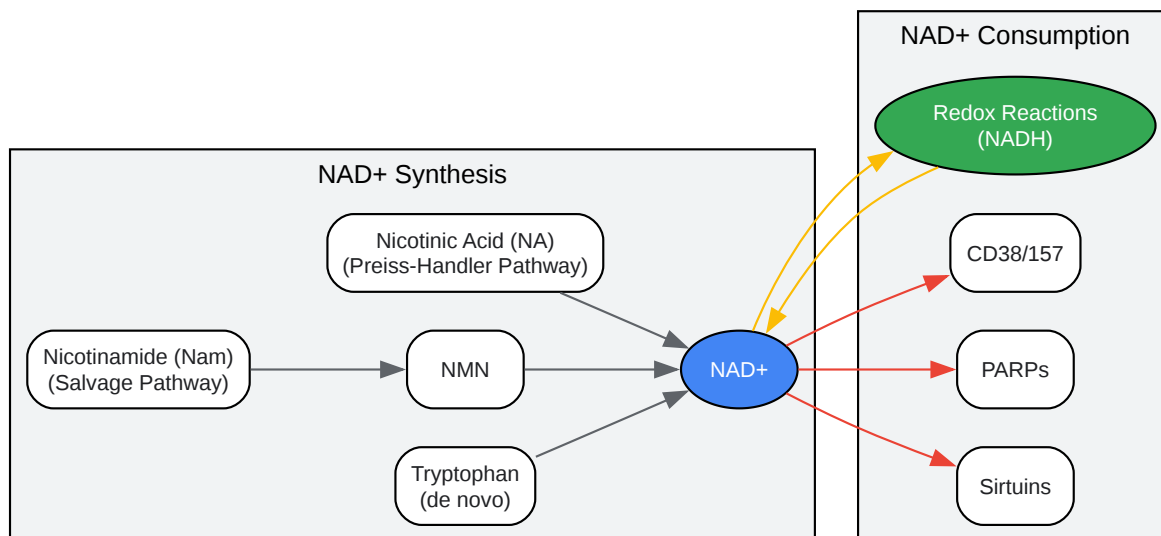 NAD+ Synthesis
Nicotinic Acid (NA)
(Preiss-Handler Pathway)
Nicotinamide (Nam)
(Salvage Pathway)
NMN
NAD+
Tryptophan
(de novo)
NAD+ Consumption
Redox Reactions
(NADH)
CD38/157
PARPs
Sirtuins